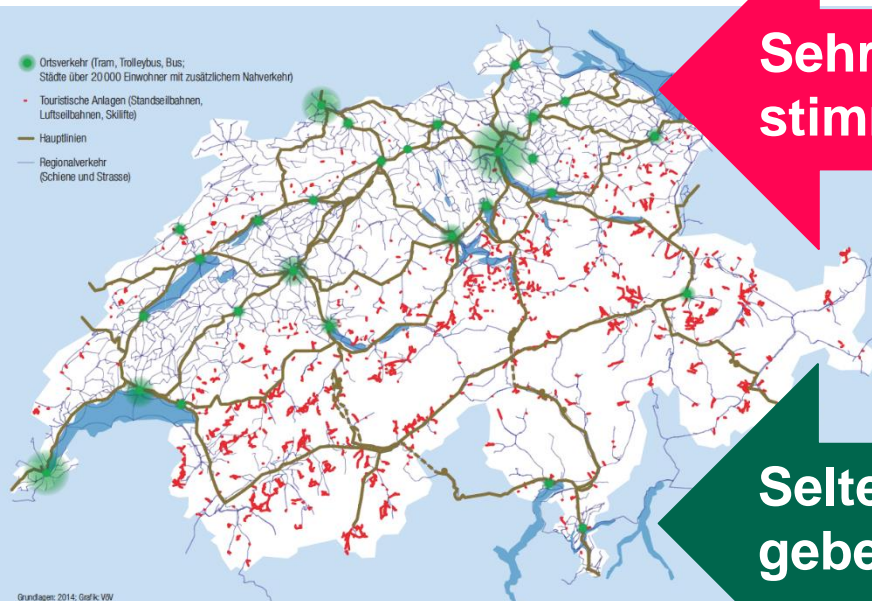 Ortsverkehr (Tram, Trolleybus, Bus;
Städte über 20 000 Einwohner mit zusätzlichem Nahverkehr)
Touristische Anlagen (Standseilbahnen,
Luftseilbahnen, Skilifte)
Hauptlinien
Regionalverkehr
(Schiene und Strasse)
Sehr
stim
Selte
gebe
Grundlagen: 2014; Grafik: VöV